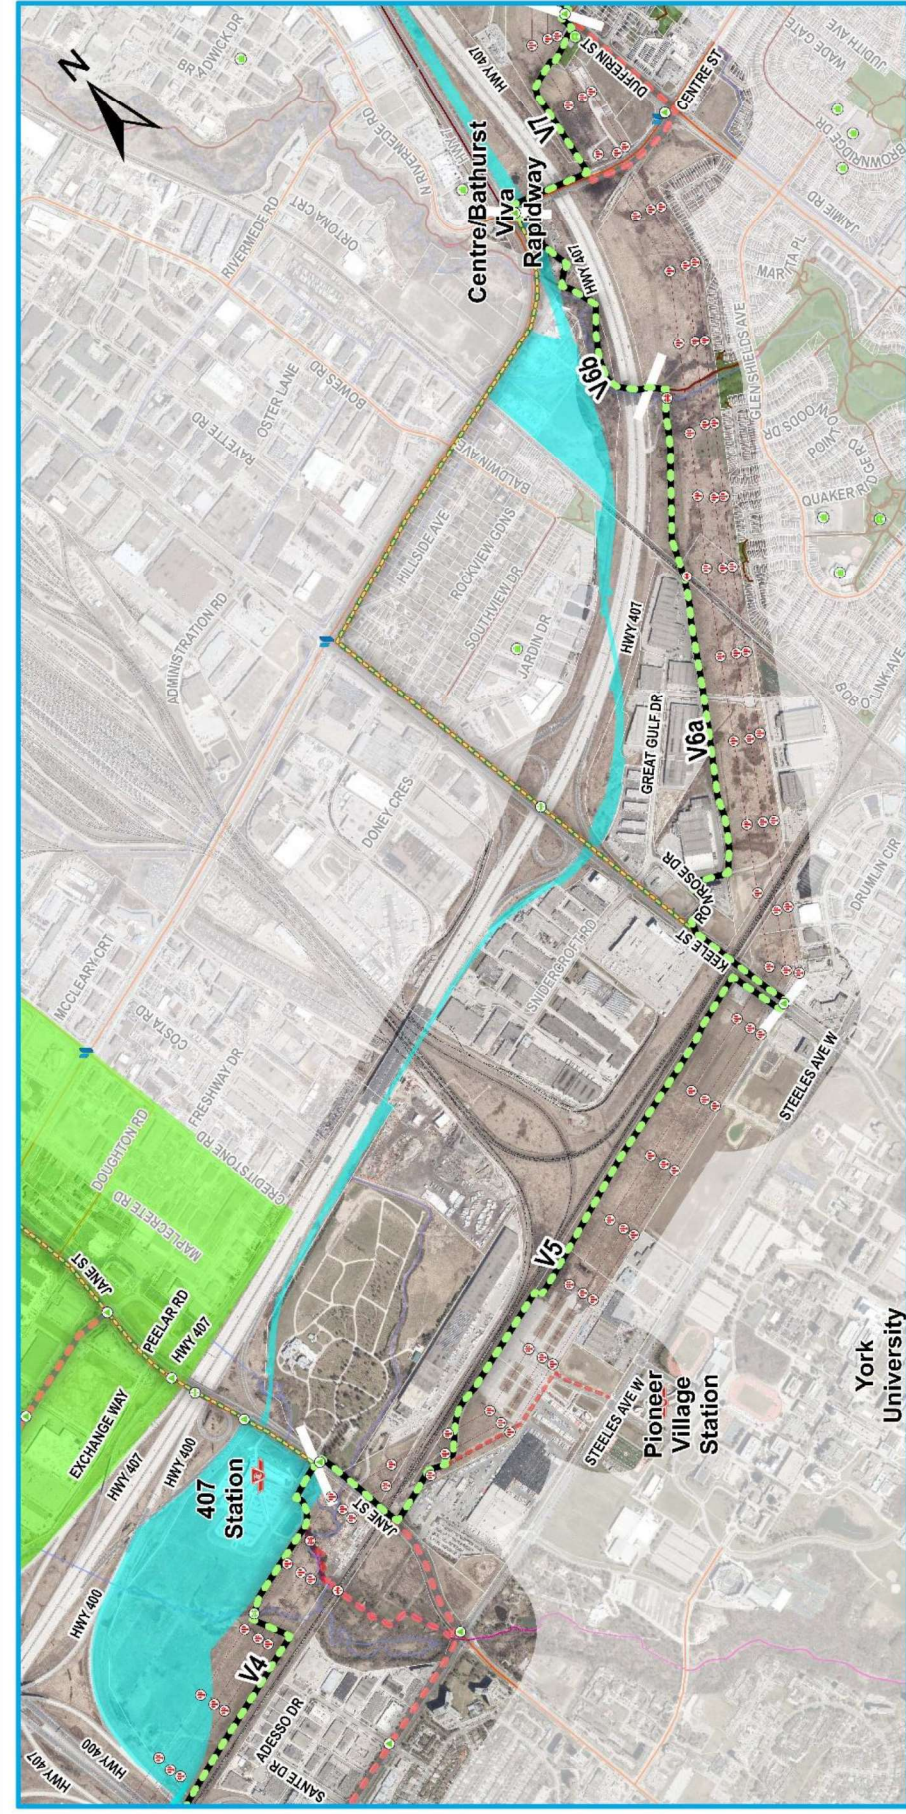 N
BRADWICK DR
N RIVERMEDE RD
HWY 407
HWY 407
DUFFERIN ST
CENTRE ST
WADE GATE
JUDITH AVE
BROWNRIDGE DR
JAMIE RD
MARITA PL
GLEN SHIELDS AVE
V7
Centre/Bathurst
Viva
Rapidway
RIVERMEDE RD
ORTONA CRT
HWY 407
V6b
BOWES RD
OSTER LANE
RAYETTE RD
BALDWIN AVE
POINT
WOODS DR
QUAKER RIDGE RD
BOBOLINK AVE
HILLSIDE AVE
ROCKVIEW GDNS
SOUTHVIEW DR
JARDIN DR
HWY 407
ADMINISTRATION RD
GREAT GULF DR
V6a
DONEY CRES
ROWNROSE DR
KEELE ST
DRUMLIN CIR
SNIDERCROFT RD
STEELES AVE W
MCCLEARY CRT
COSTA RD
FRESHWAY DR
CREDITSTONE RD
DOUGHTON RD
MAPLECRETE RD
JANE ST
PEELAR RD
HWY 407
V5
EXCHANGE WAY
HWY 407
HWY 400
407
Station
STEELES AVE W
Pioneer
Village
Station
York
University
JANE ST
HWY 400
V4
ADESSO DR
SANTE DR
HWY 400
HWY 407